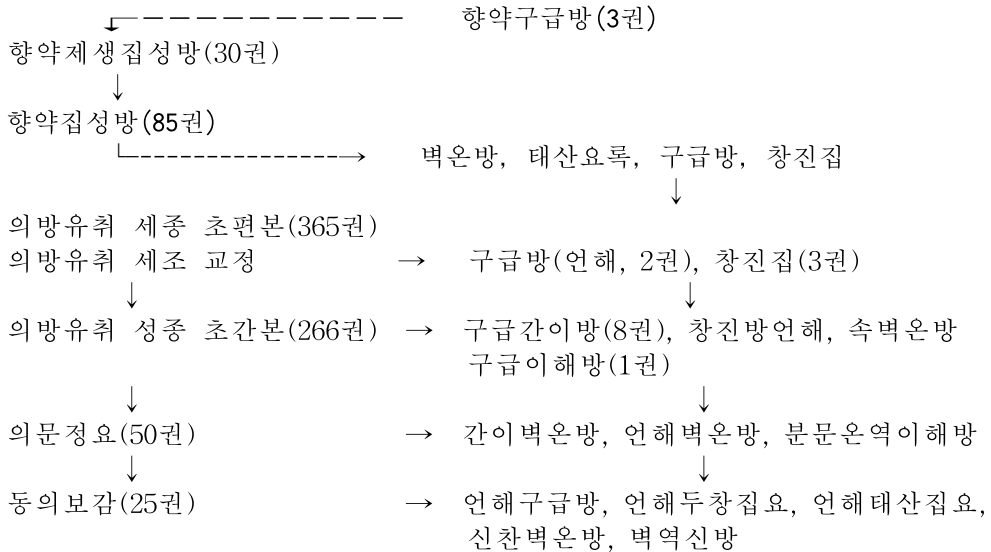 향약구급방(3권)
향약제생집성방(30권)
향약집성방(85권)
벽온방, 태산요록, 구급방, 창진집
의방유취 세종 초편본(365권)
의방유취 세조 교정 → 구급방(언해, 2권), 창진집(3권)
의방유취 성종 초간본(266권) → 구급간이방(8권), 창진방언해, 속벽온방
구급이해방(1권)
의문정요(50권) → 간이벽온방, 언해벽온방, 분문온역이해방
동의보감(25권) → 언해구급방, 언해두창집요, 언해태산집요,
신찬벽온방, 벽역신방